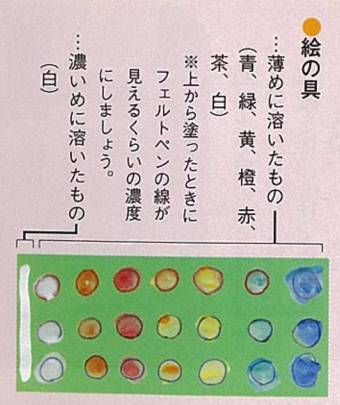 ●絵の具
…薄めに溶いたもの
(青、緑、黄、橙、赤、
茶、白)
※上から塗ったときに
フェルトペンの線が
見えるくらいの濃度
にしましょう。
…濃いめに溶いたもの
(白)